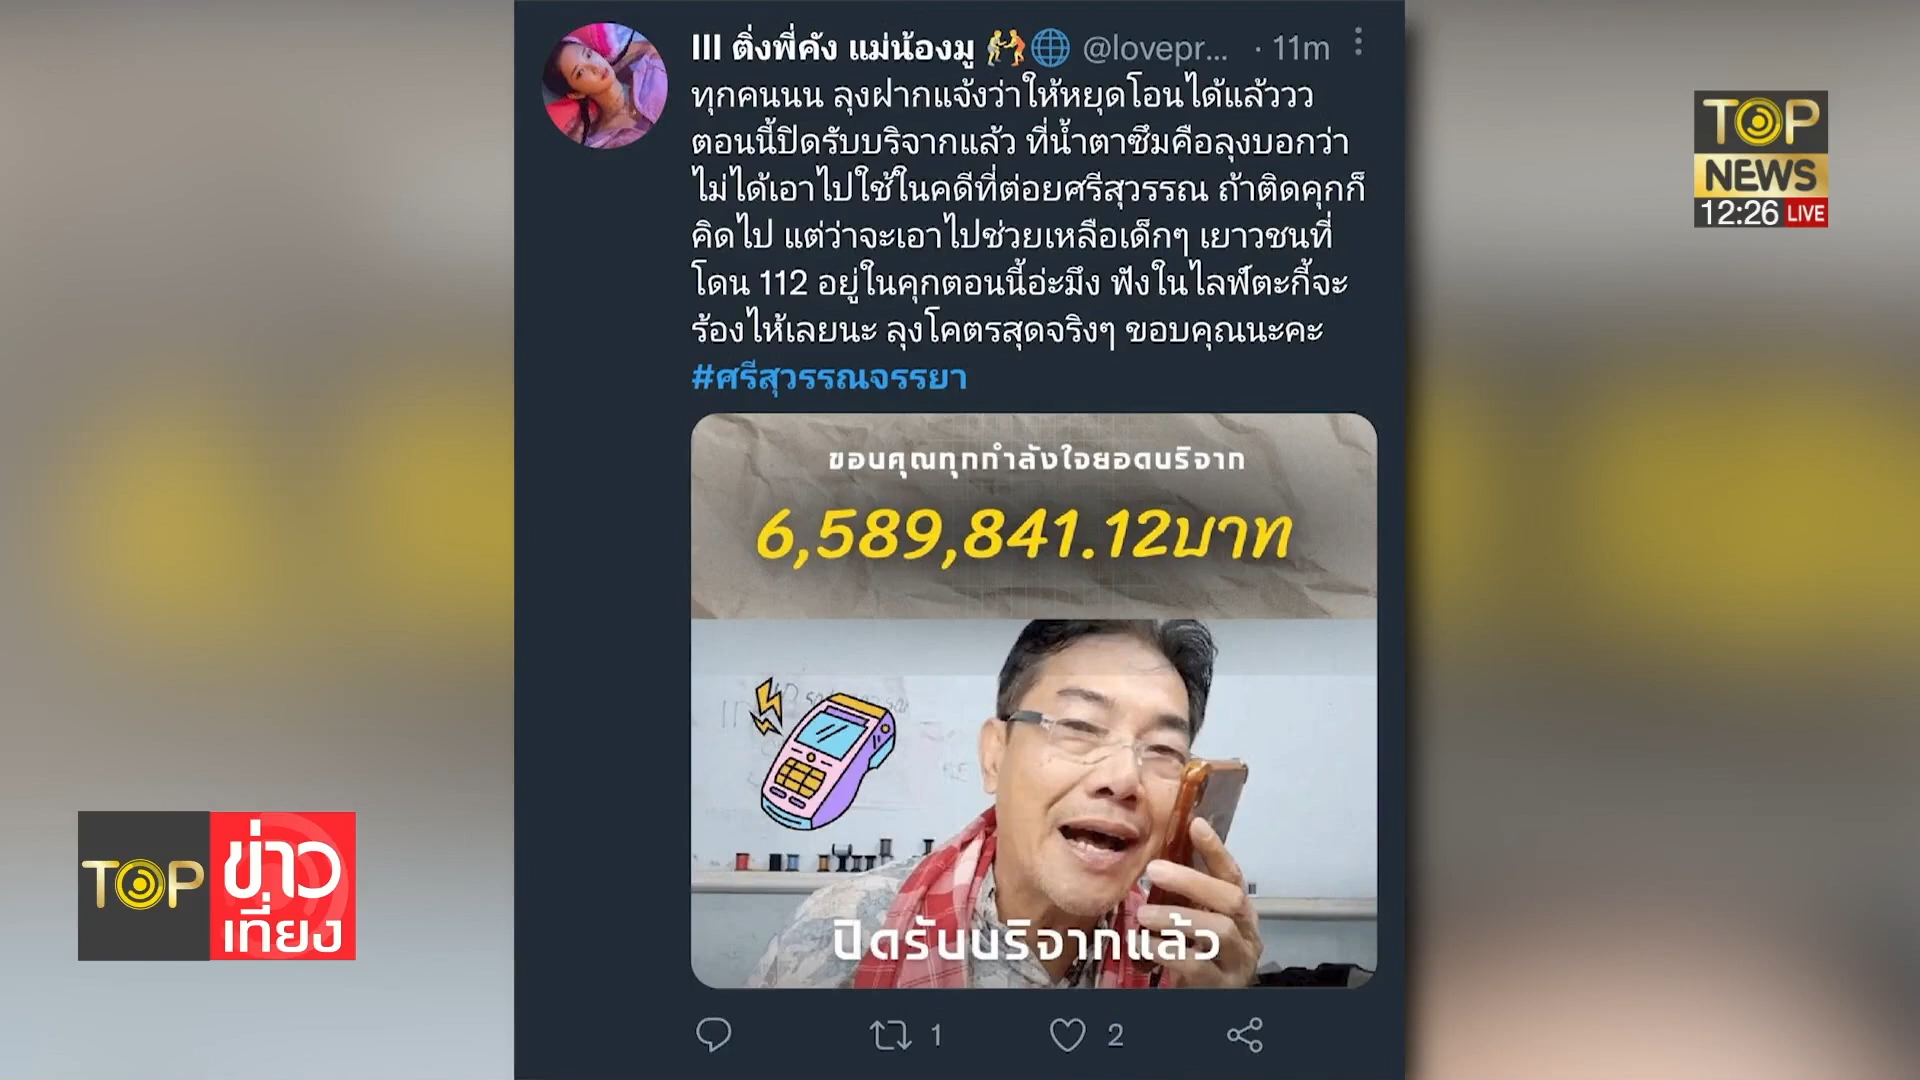 III ติ่งพี่คัง แม่น้องมู @lovepr... · 11m
ทุกคนนน ลุงฝากแจ้งว่าให้หยุดโอนได้แล้ววว
ตอนนี้ปิดรับบริจากแล้ว ที่น้ำตาซึมคือลุงบอกว่า
ไม่ได้เอาไปใช้ในคดีที่ต่อยศรีสุวรรณ ถ้าติดคุกก็
คิดไป แต่ว่าจะเอาไปช่วยเหลือเด็กๆ เยาวชนที่
โดน 112 อยู่ในคุกตอนนี้อ่ะมึง ฟังในไลฟ์ตะกี้จะ
ร้องไห้เลยนะ ลุงโคตรสุดจริงๆ ขอบคุณนะคะ
#ศรีสุวรรณจรรยา
ขอบคุณทุกกำลังใจยอดบริจาก
6,589,841.12บาท
ปิดรับบริจากแล้ว
1
2
TOP
NEWS
12:26 LIVE
TOP
ข่าว
เที่ยง